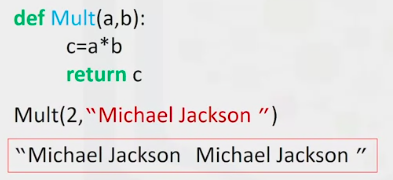 def Mult(a,b):
c=a*b
return c
Mult(2,“Michael Jackson ”)
“Michael Jackson  Michael Jackson ”